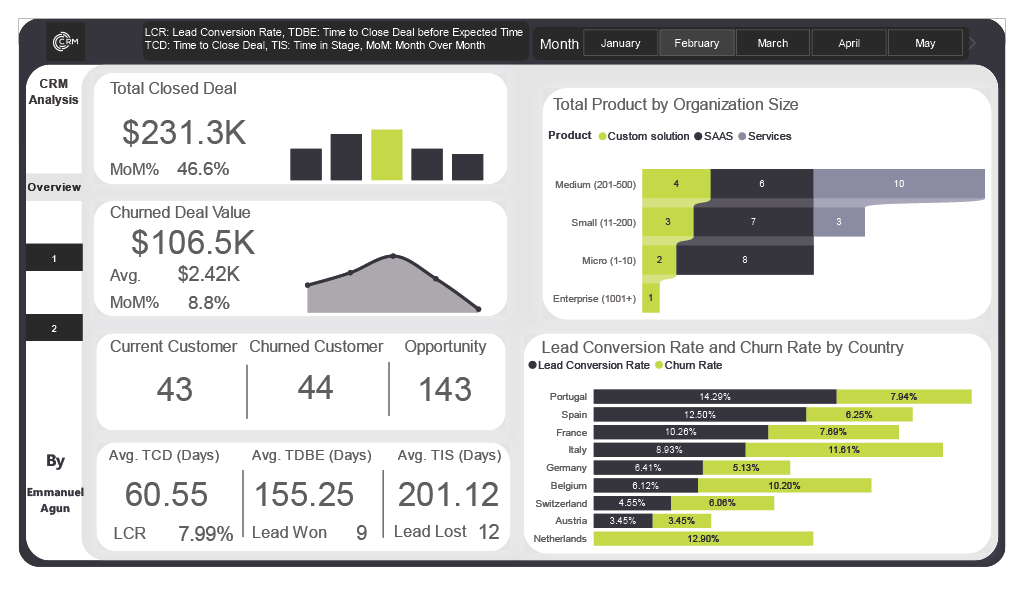 CRM
LCR: Lead Conversion Rate, TDBE: Time to Close Deal before Expected Time
TCD: Time to Close Deal, TIS: Time in Stage, MoM: Month Over Month
Month
January
February
March
April
May
CRM
Analysis
Overview
1
2
By
Emmanuel
Agun
Total Closed Deal
$231.3K
MoM% 46.6%
Churned Deal Value
$106.5K
Avg. $2.42K
MoM% 8.8%
Current Customer Churned Customer Opportunity
43 44 143
Avg. TCD (Days) Avg. TDBE (Days) Avg. TIS (Days)
60.55 155.25 201.12
LCR 7.99% Lead Won 9 Lead Lost 12
Total Product by Organization Size
Product Custom solution SAAS Services
Medium (201-500) 4 6 10
Small (11-200) 3 7 3
Micro (1-10) 2 8
Enterprise (1001+) 1
Lead Conversion Rate and Churn Rate by Country
Lead Conversion Rate Churn Rate
Portugal 14.29% 7.94%
Spain 12.50% 6.25%
France 10.26% 7.69%
Italy 8.93% 11.61%
Germany 6.41% 5.13%
Belgium 6.12% 10.20%
Switzerland 4.55% 6.06%
Austria 3.45% 3.45%
Netherlands 12.90%